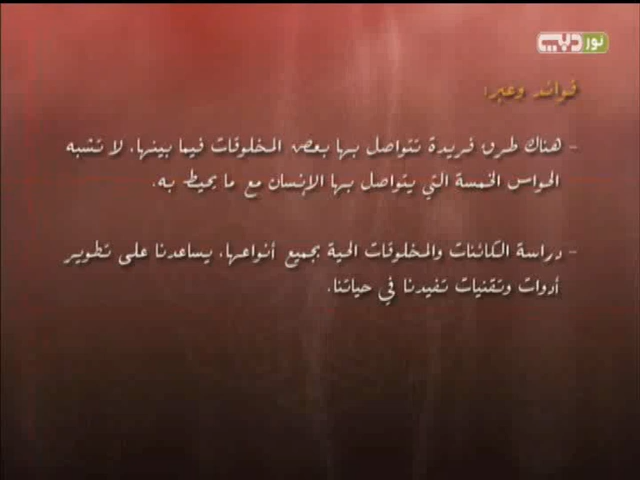 نور دبي
فوائد وعبر:
- هناك طرق فريدة تتواصل بها بعض المخلوقات فيما بينها، لا تشبه
الحواس الخمسة التي يتواصل بها الإنسان مع ما يحيط به.
- دراسة الكائنات والمخلوقات الحية بجميع أنواعها، يساعدنا على تطوير
أدوات وتقنيات تفيدنا في حياتنا.